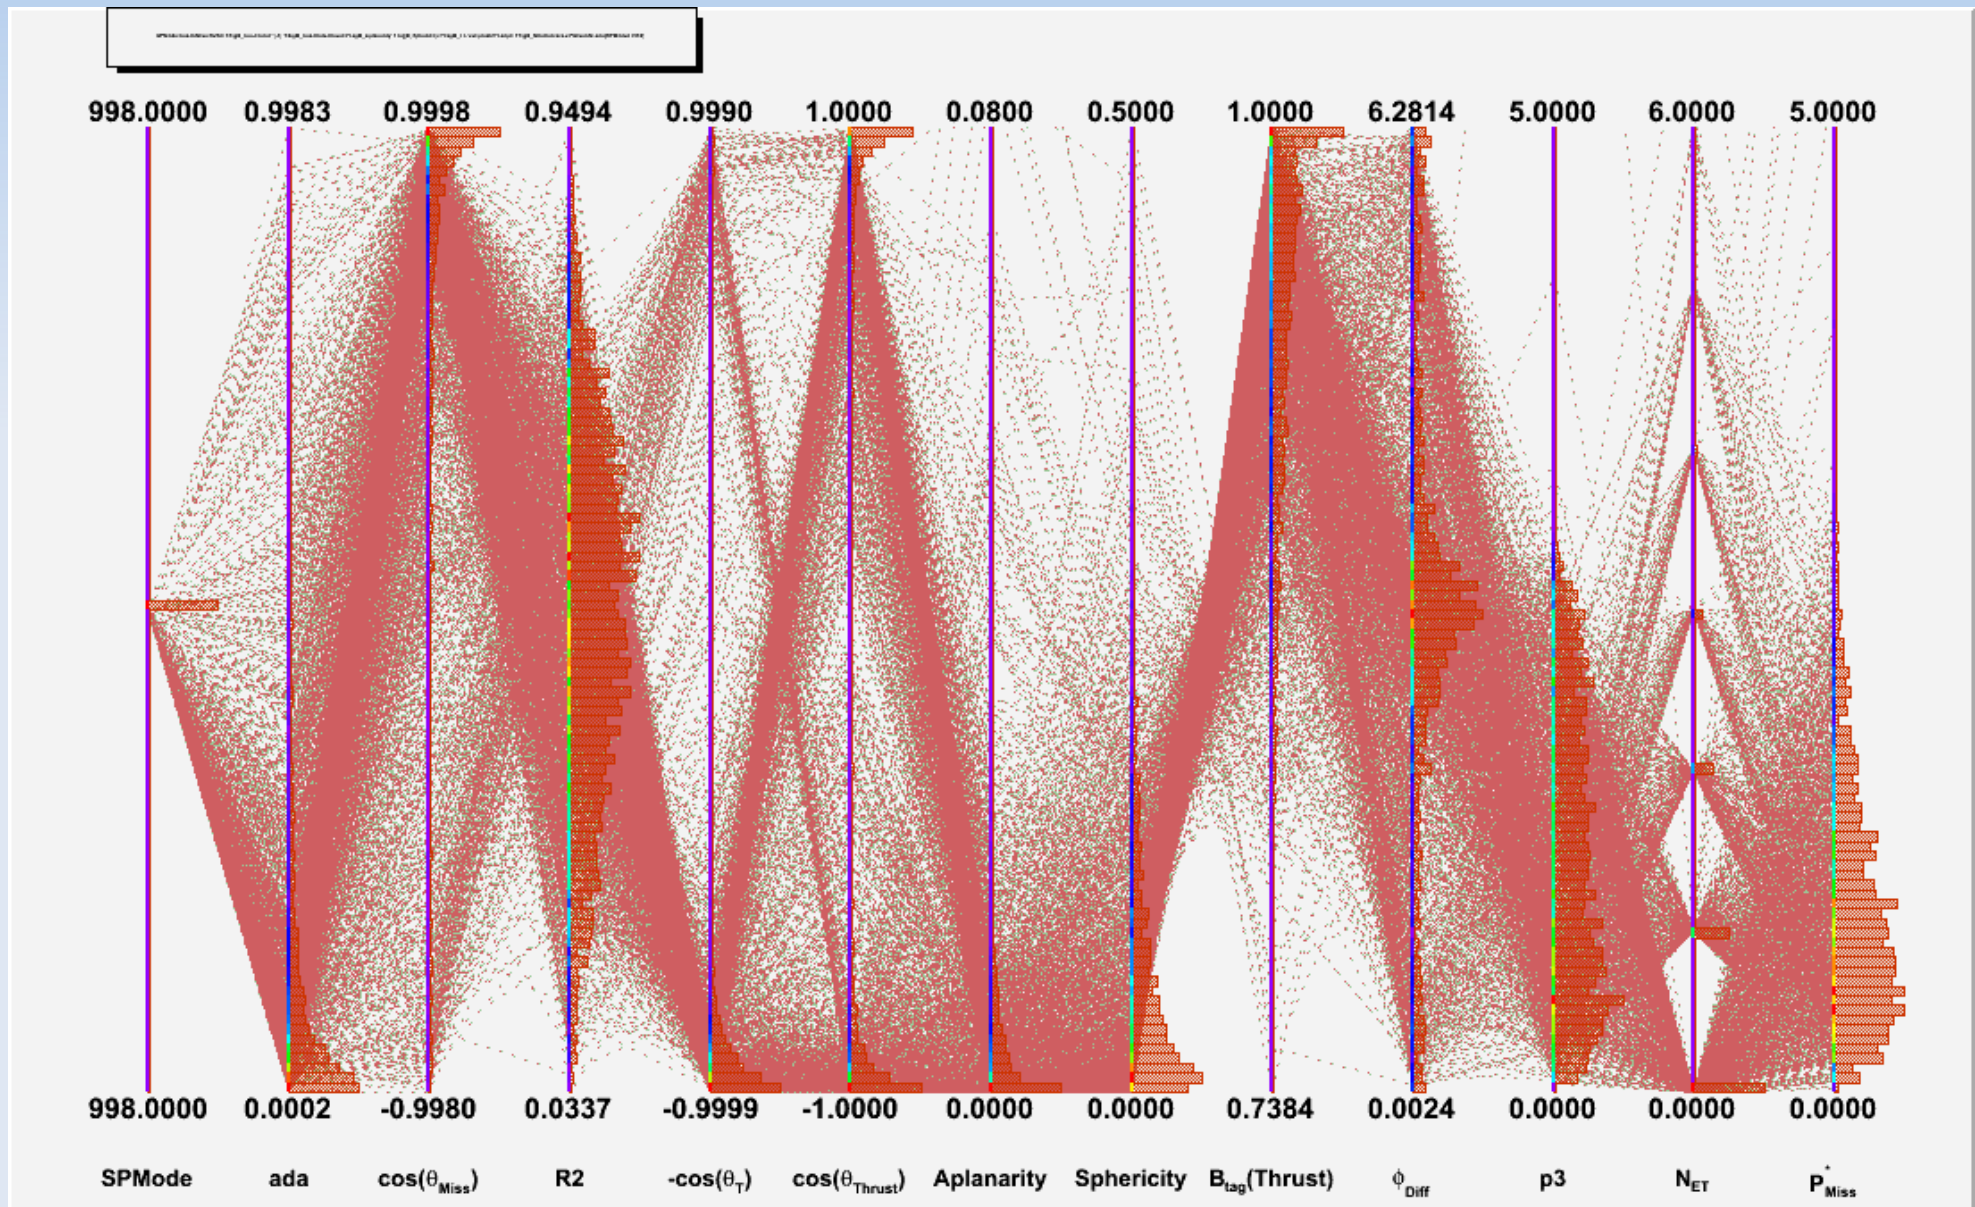 998.0000 0.9983 0.9998 0.9494 0.9990 1.0000 0.0800 0.5000 1.0000 6.2814 5.0000 6.0000 5.0000
998.0000 0.0002 -0.9980 0.0337 -0.9999 -1.0000 0.0000 0.0000 0.7384 0.0024 0.0000 0.0000 0.0000
SPMode ada cos(θMiss) R2 -cos(θT) cos(θThrust) Aplanarity Sphericity Btag(Thrust) ϕDiff p3 NET P*Miss